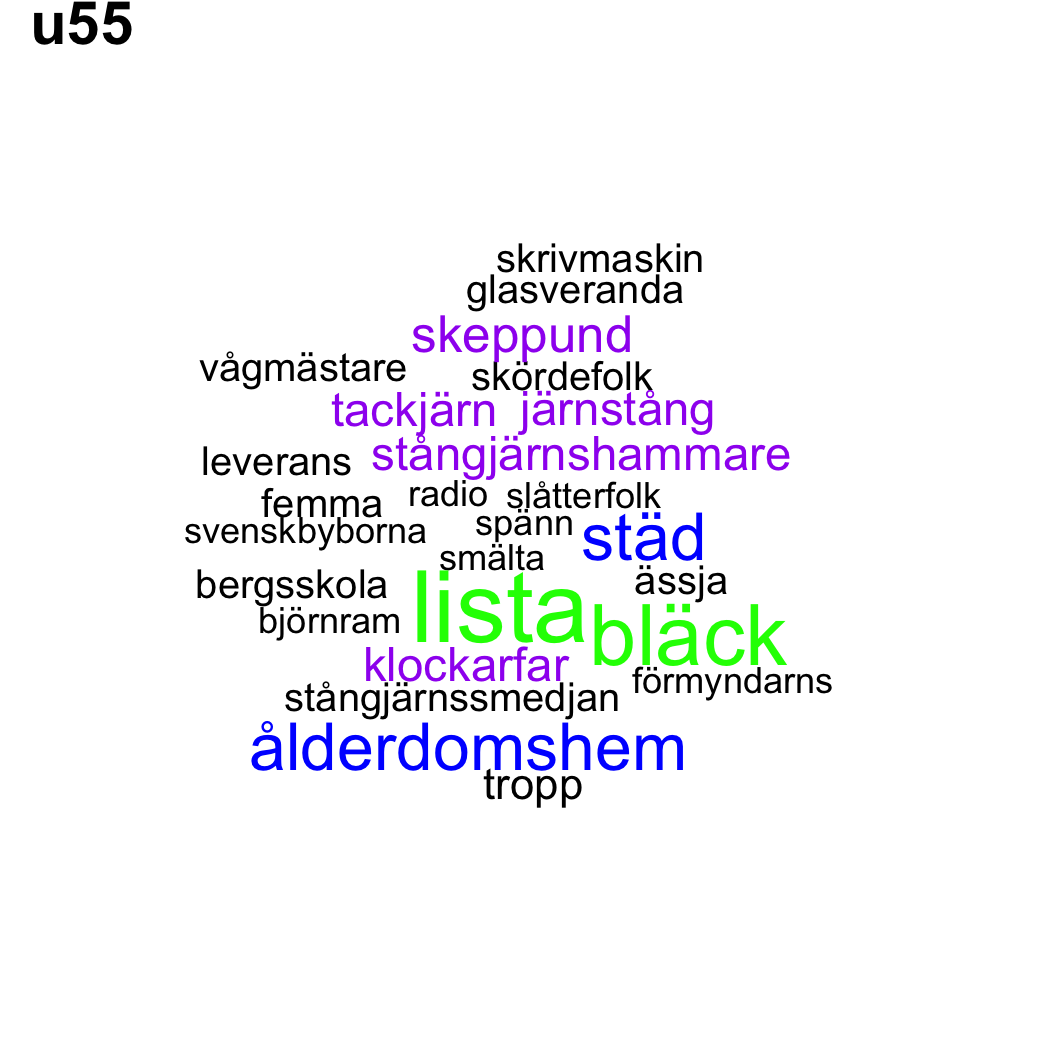 u55
skrivmaskin
glasveranda
skeppund
vågmästare
skördefolk
tackjärn järnstång
stångjärnshammare
leverans
femma radio slåtterfolk
svenskbyborna spänn städ
smälta
bergsskola ässja
björnram lista bläck
klockarfar
förmyndarns
stångjärnssmedjan
ålderdomshem
tropp